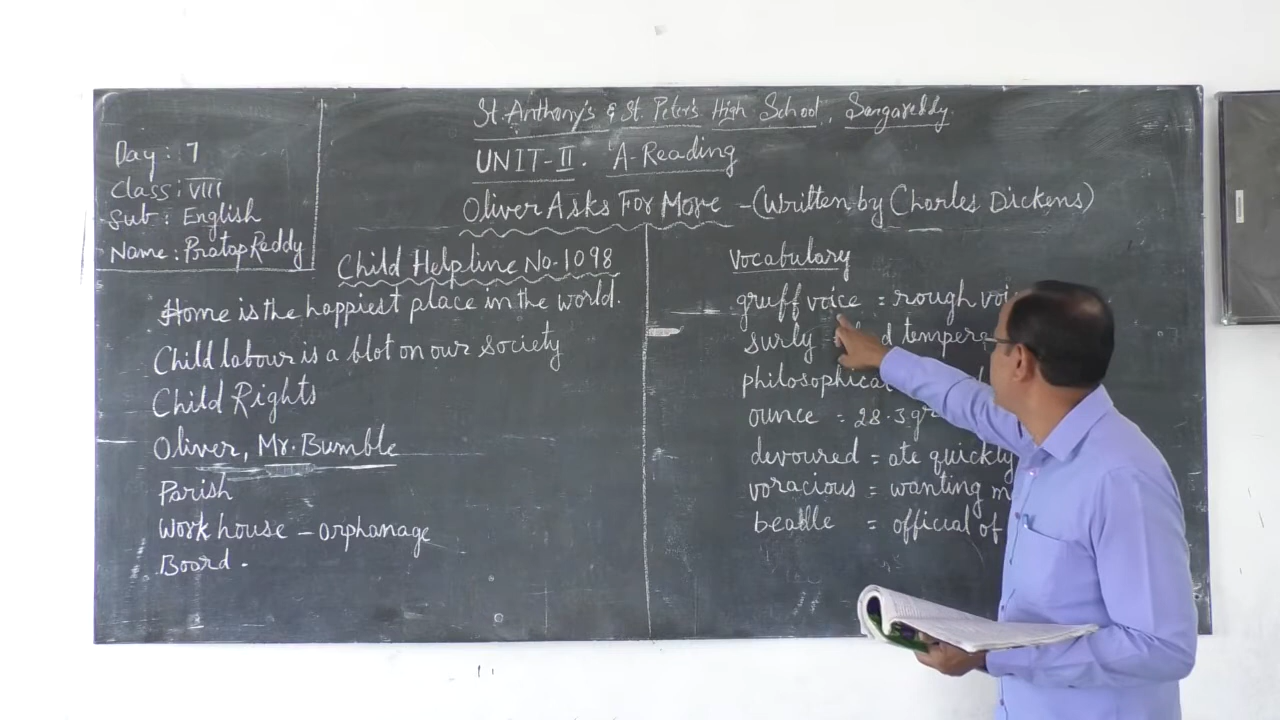 St. Anthony's & St. Peter's High School, Sangareddy.
UNIT-II. A-Reading
Oliver Asks For More -(Written by Charles Dickens)
Day: 7
Class: VIII
Sub: English
Name: Pratap Reddy
Child Helpline No. 1098
Home is the happiest place in the world.
Child labour is a blot on our society
Child Rights
Oliver, Mr. Bumble
Parish
Work house - orphanage
Board.
Vocabulary
gruff voice = rough
surly
philosophical
ounce = 28.3
devoured = ate quickly
voracious = wanting
beadle = official of